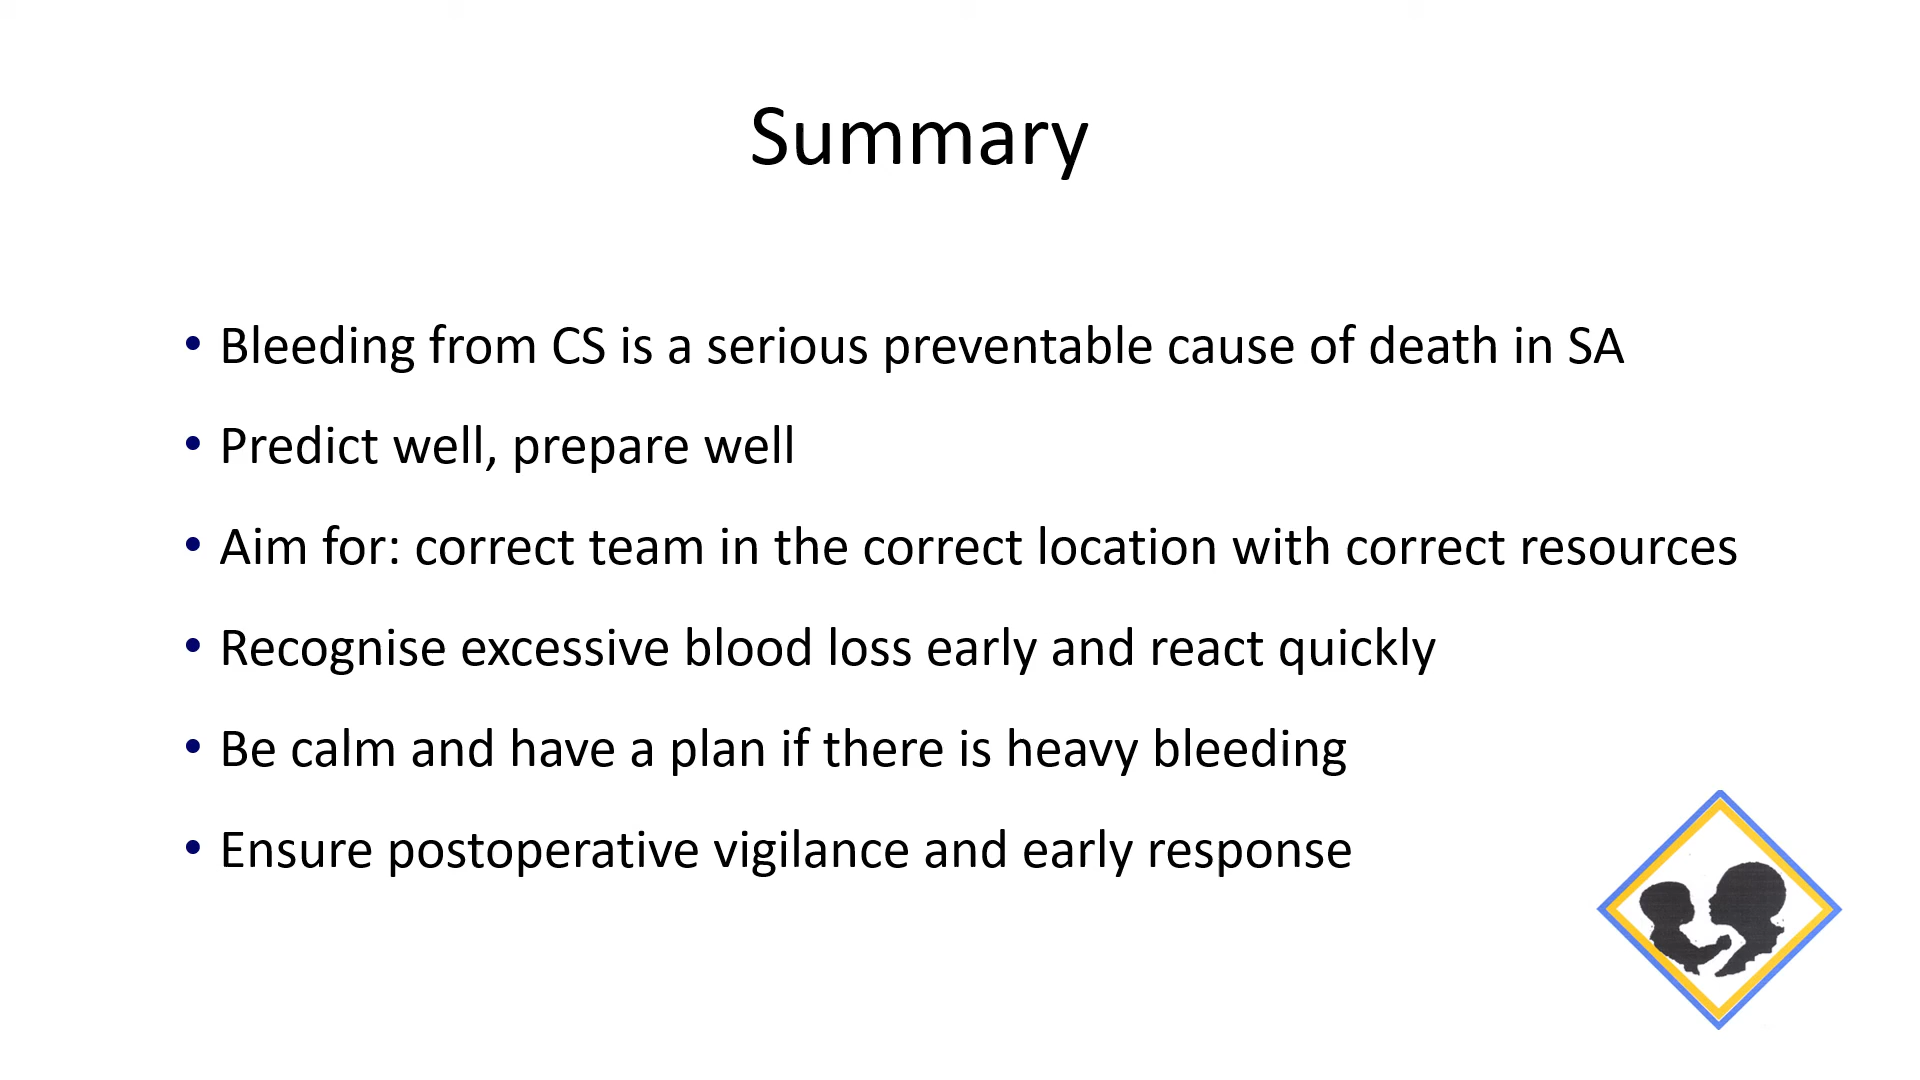 Summary
• Bleeding from CS is a serious preventable cause of death in SA
• Predict well, prepare well
• Aim for: correct team in the correct location with correct resources
• Recognise excessive blood loss early and react quickly
• Be calm and have a plan if there is heavy bleeding
• Ensure postoperative vigilance and early response